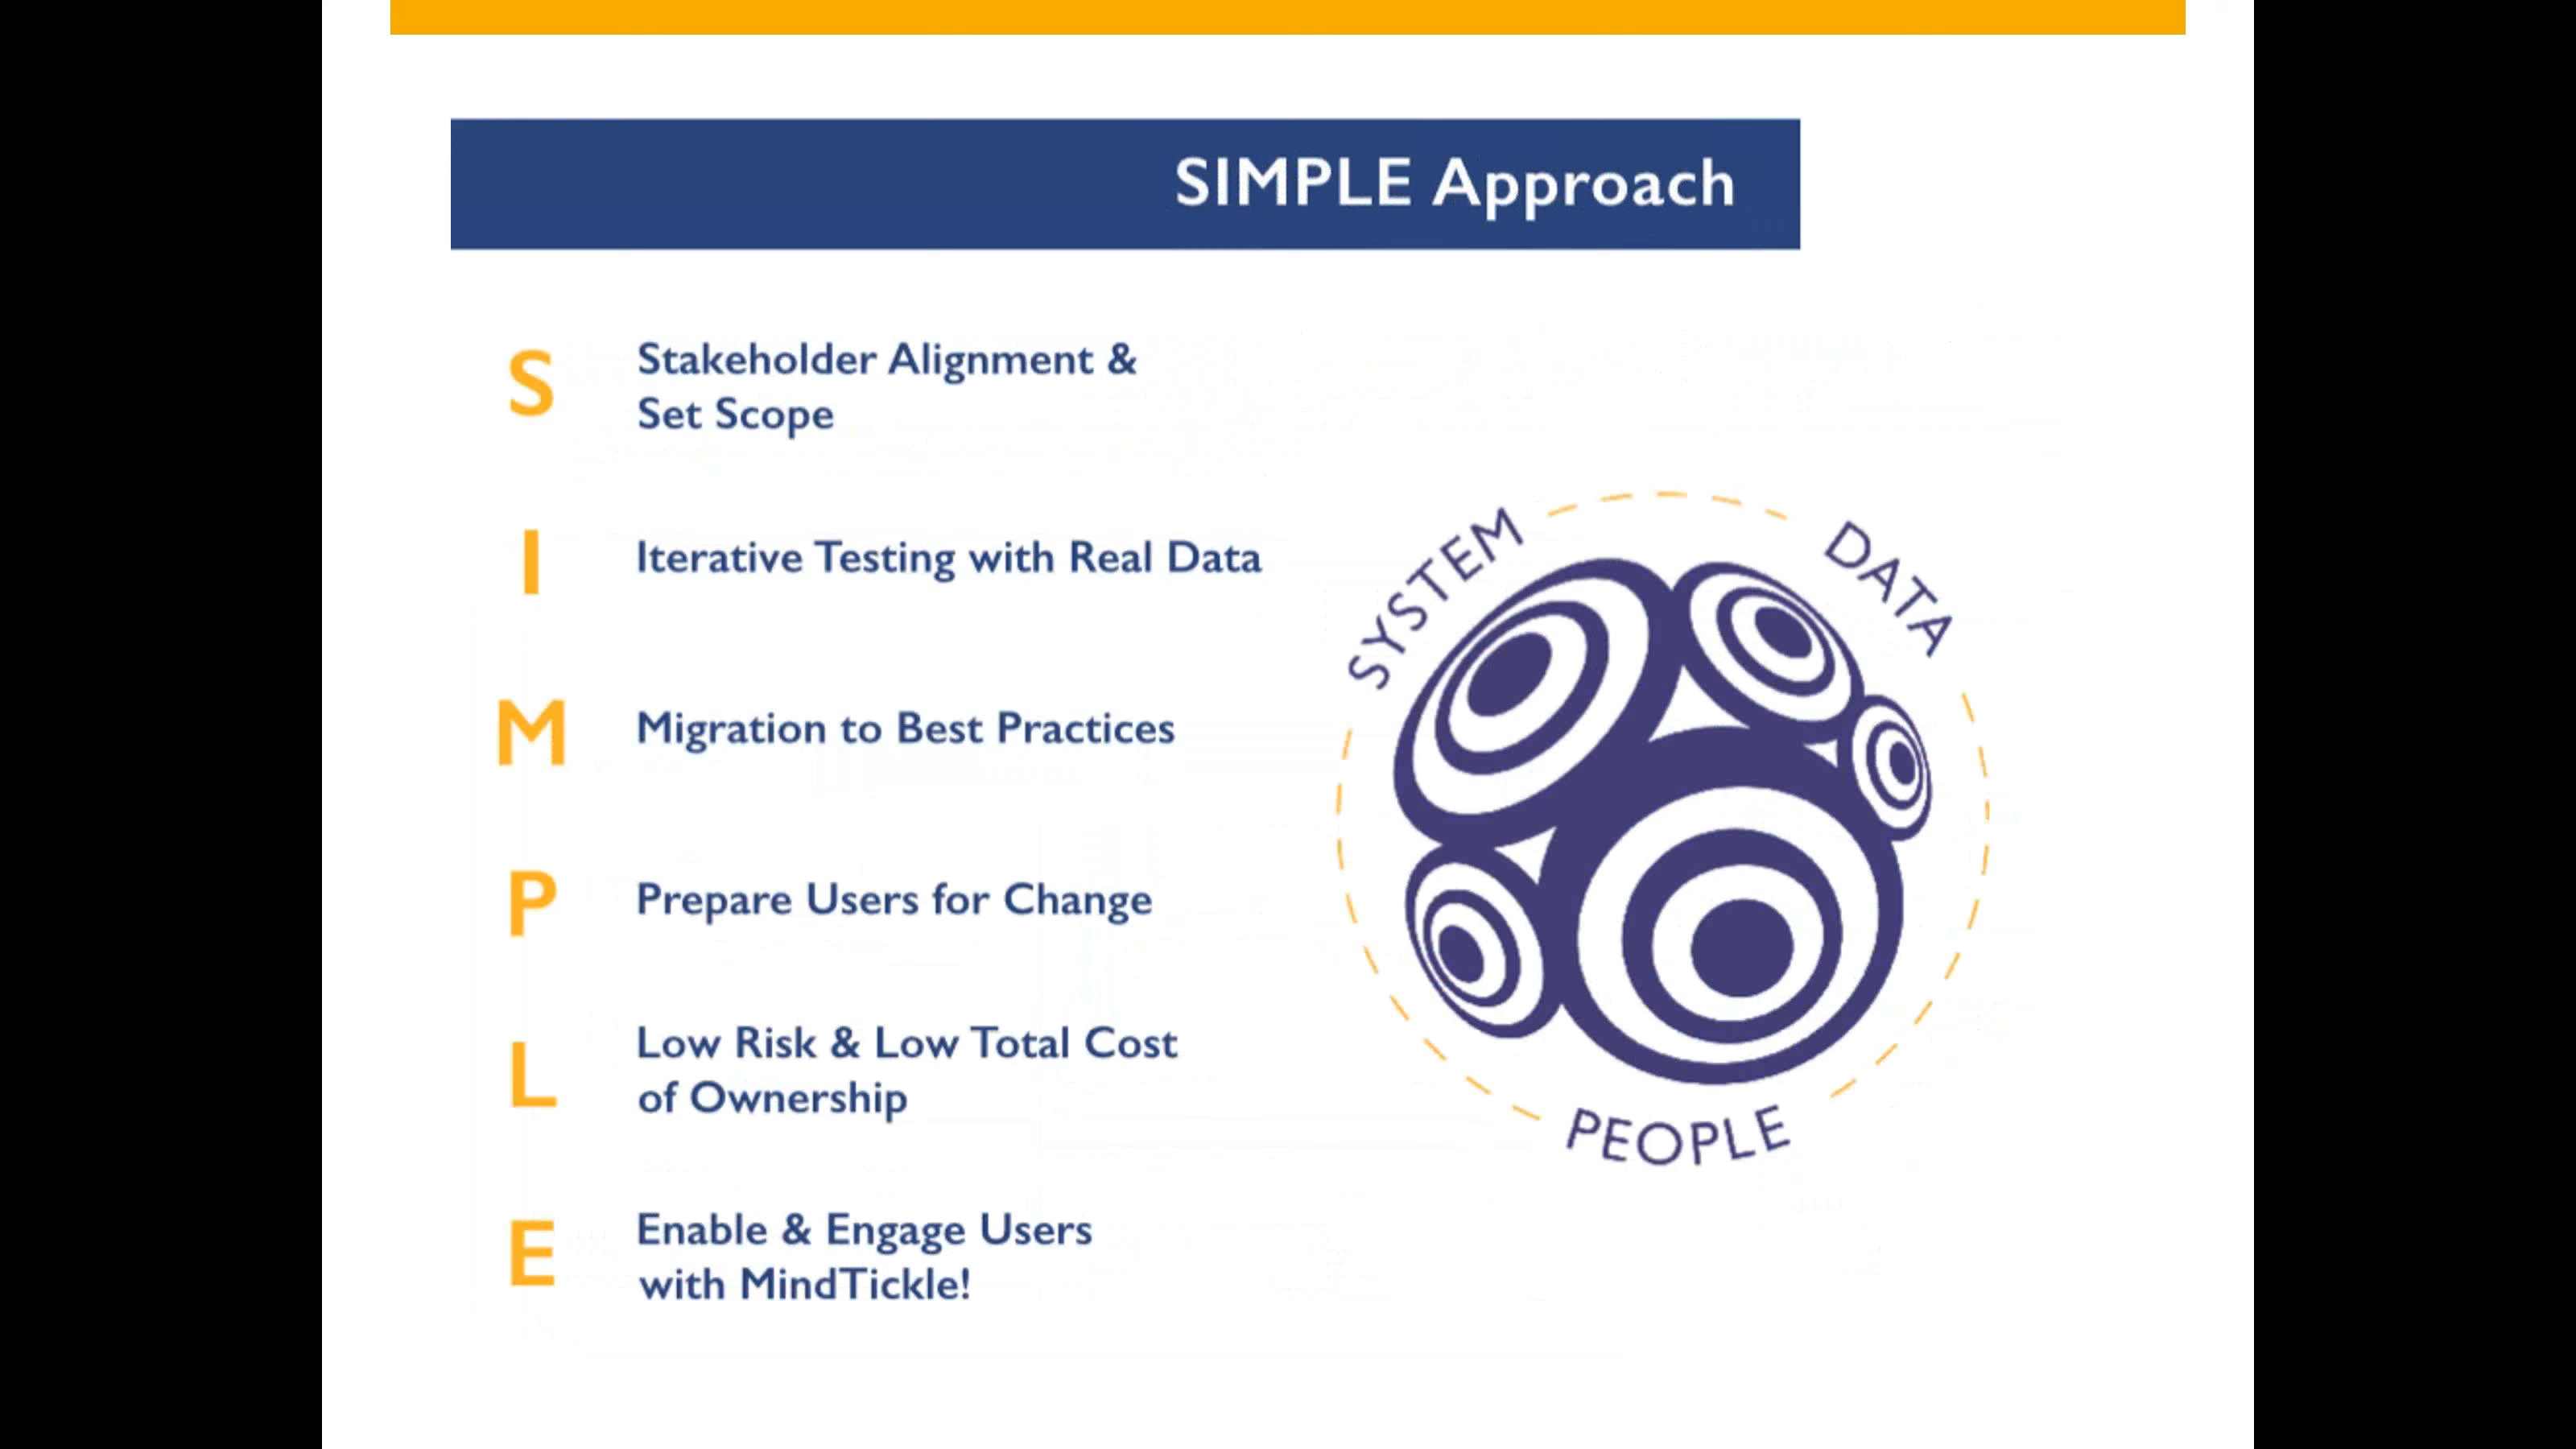 SIMPLE Approach
S
Stakeholder Alignment &
Set Scope
I
Iterative Testing with Real Data
M
Migration to Best Practices
P
Prepare Users for Change
L
Low Risk & Low Total Cost
of Ownership
E
Enable & Engage Users
with MindTickle!
SYSTEM
DATA
PEOPLE